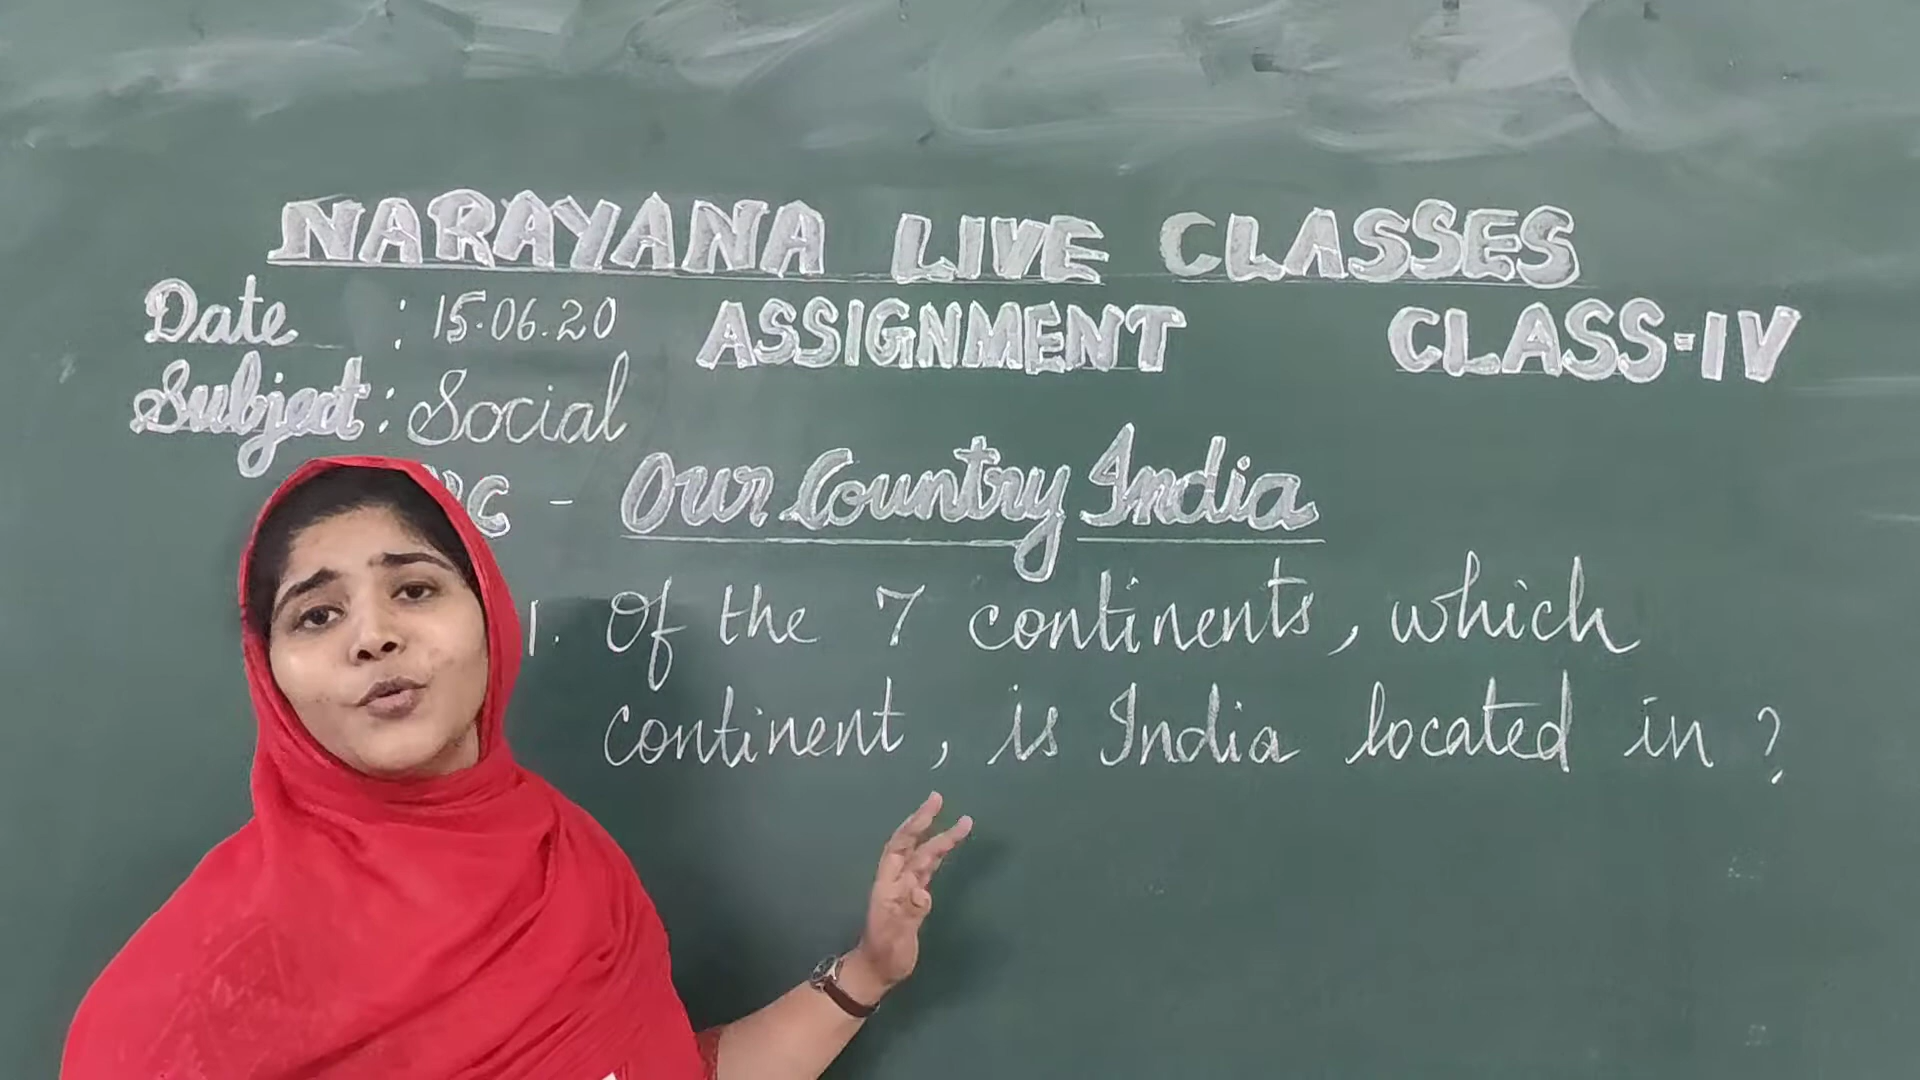 NARAYANA LIVE CLASSES
Date : 15.06.20 ASSIGNMENT CLASS-IV
Subject : Social
- Our Country India
1. Of the 7 continents, which
continent, is India located in ?